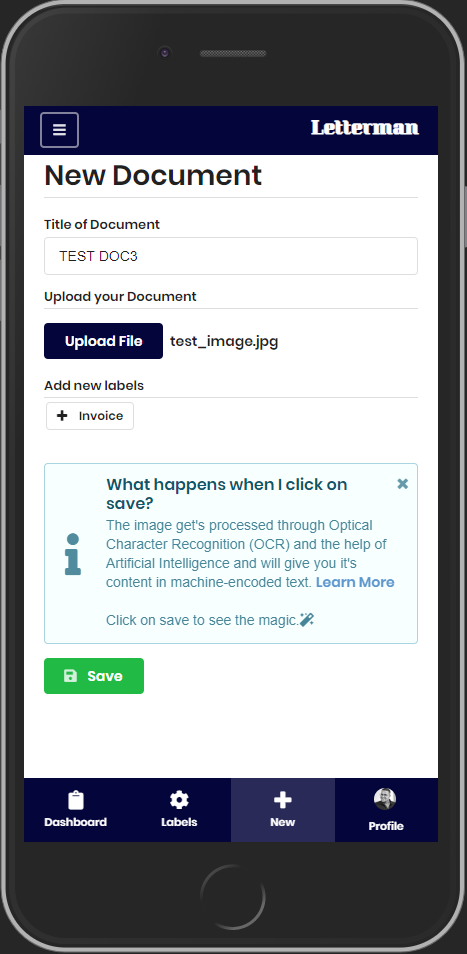 Letterman
New Document
Title of Document
TEST DOC3
Upload your Document
Upload File test_image.jpg
Add new labels
Invoice
What happens when I click on
save?
The image get's processed through Optical
Character Recognition (OCR) and the help of
Artificial Intelligence and will give you it's
content in machine-encoded text. Learn More
Click on save to see the magic.
Save
Dashboard Labels New Profile